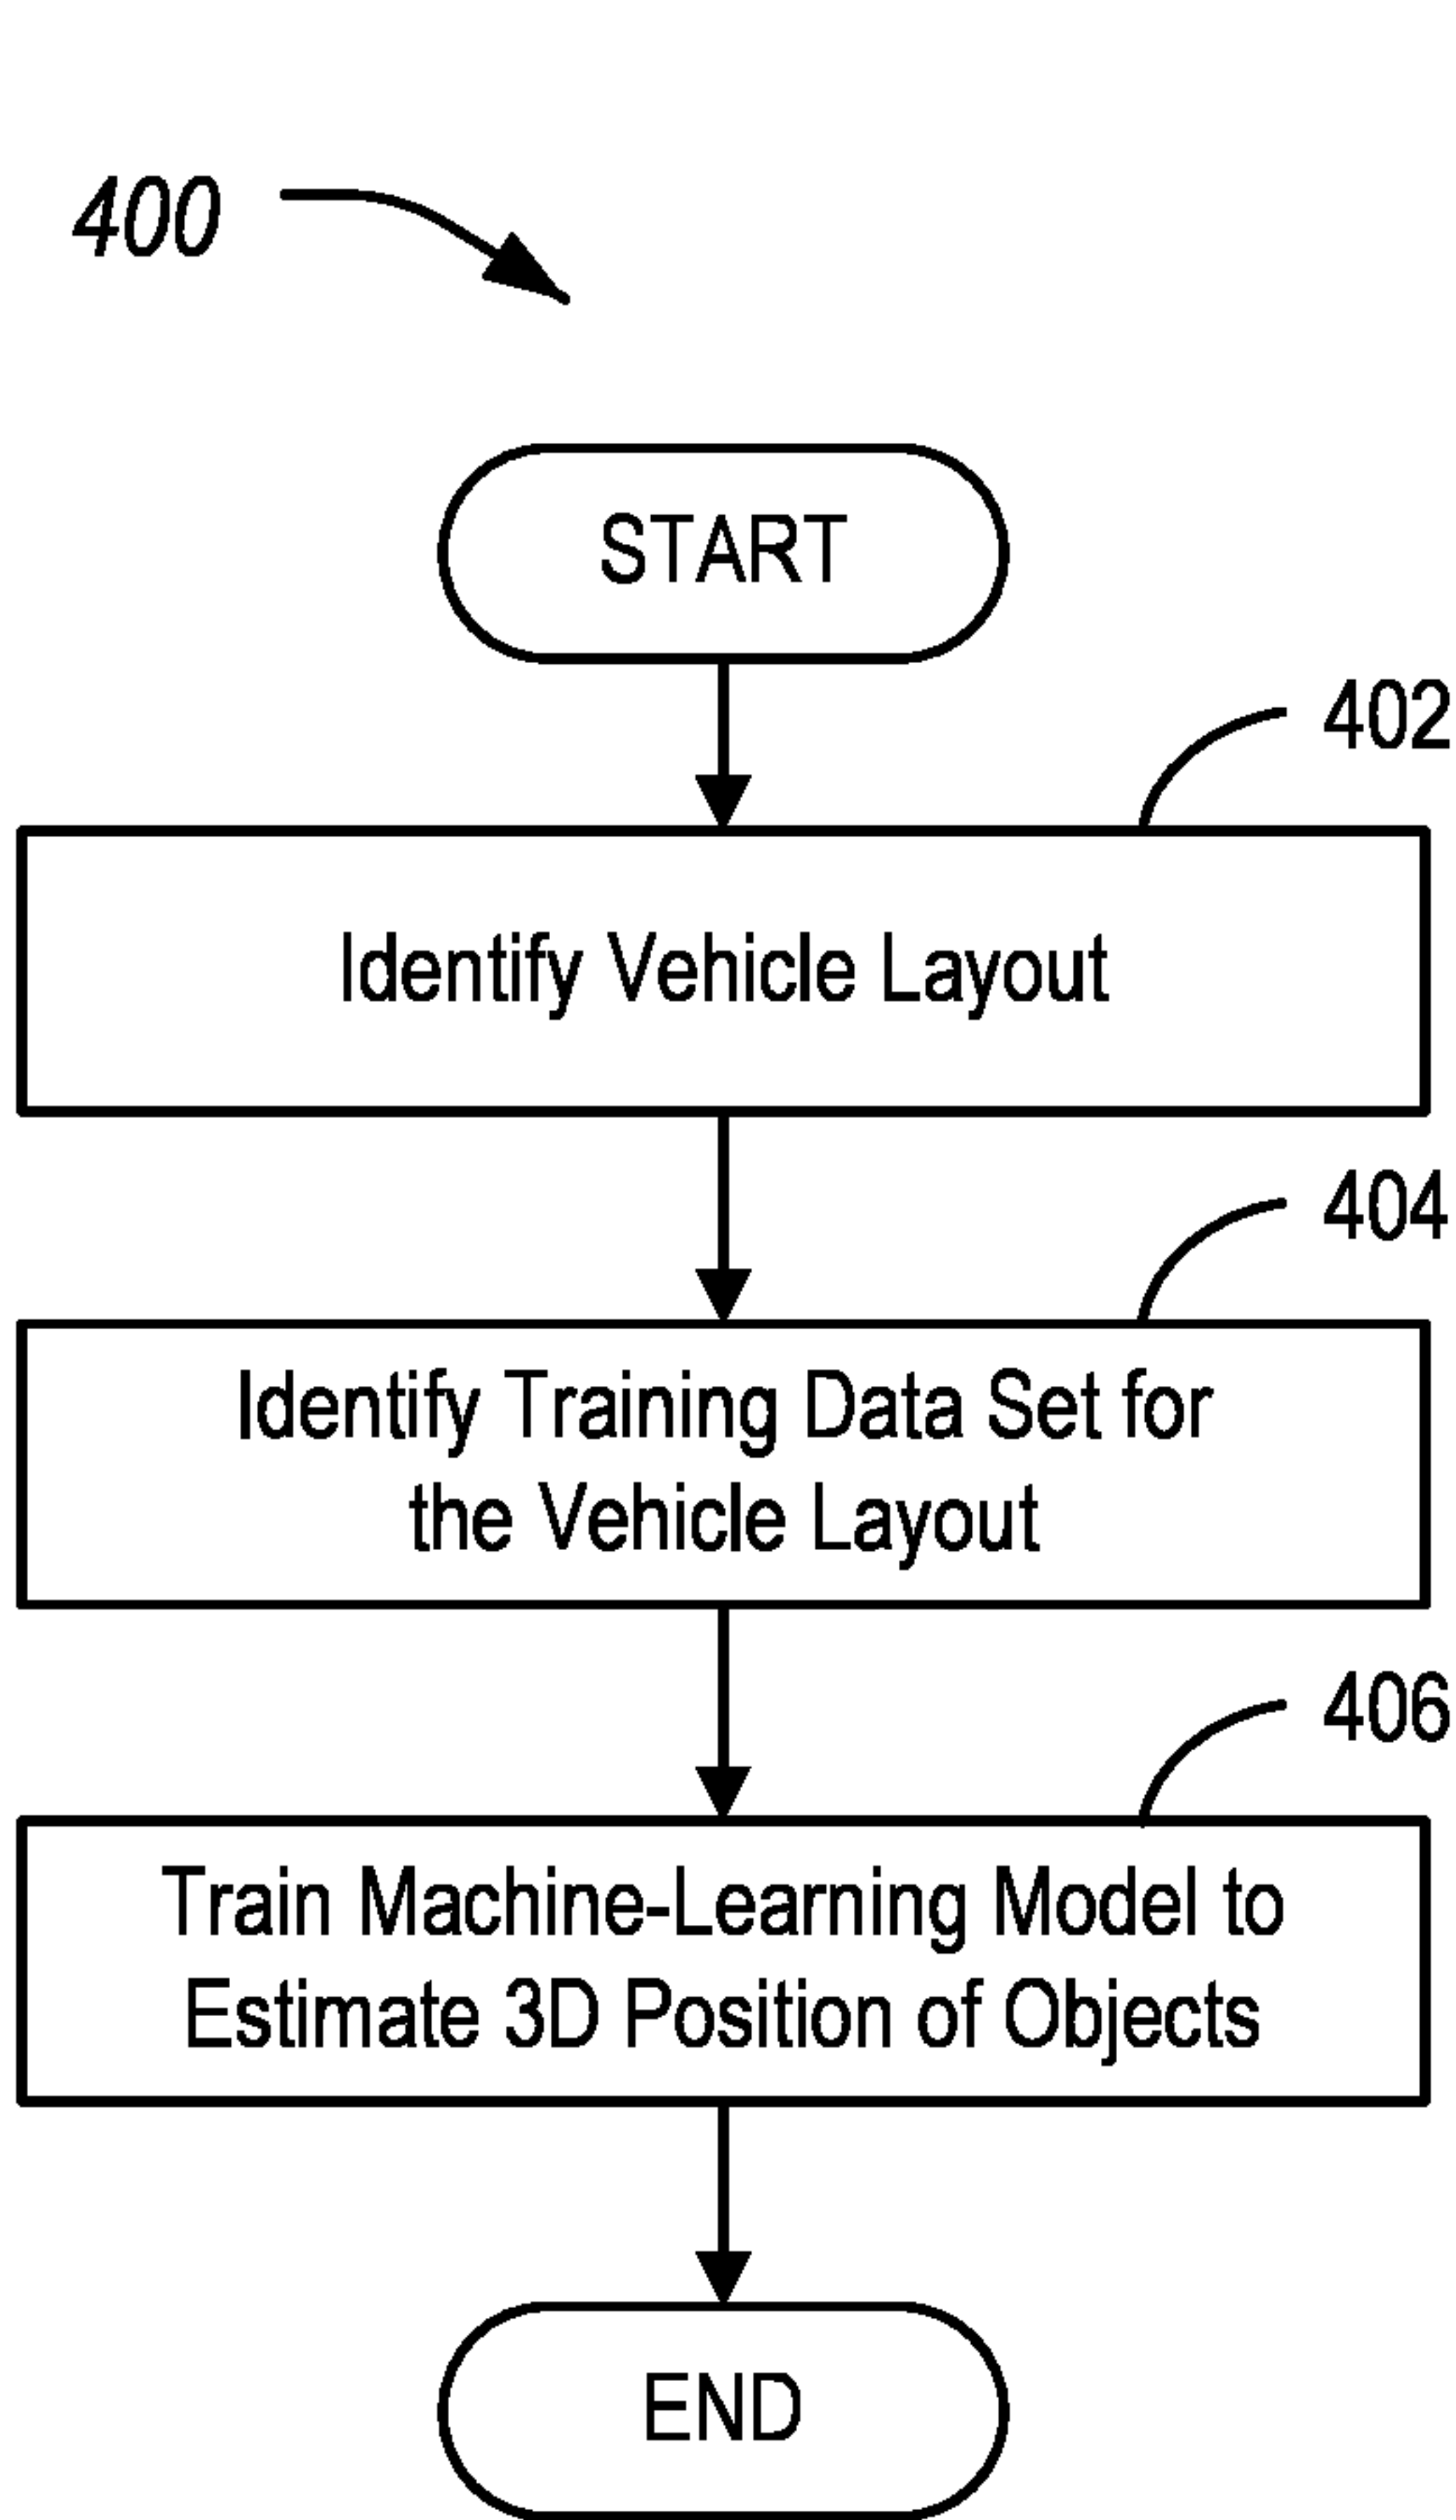 400
START
402
Identify Vehicle Layout
404
Identify Training Data Set for
the Vehicle Layout
406
Train Machine-Learning Model to
Estimate 3D Position of Objects
END